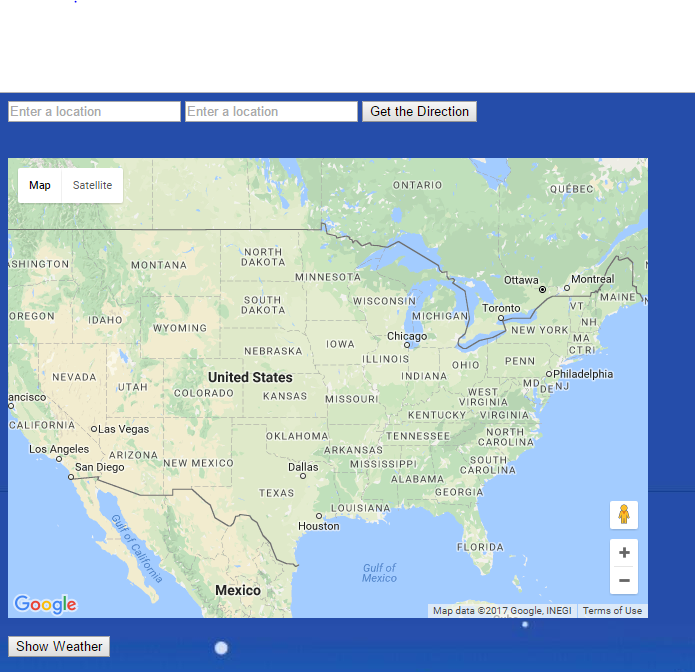 Enter a location Enter a location Get the Direction
Map Satellite
ONTARIO
QUÉBEC
ASHINGTON
MONTANA
NORTH
DAKOTA
MINNESOTA
Ottawa
Montreal
MAINE
OREGON
IDAHO
SOUTH
DAKOTA
WISCONSIN
MICHIGAN
Toronto
VT
NH
WYOMING
NEW YORK
MA
Chicago
IOWA
NEBRASKA
ILLINOIS
CT RI
NEVADA
UTAH
United States
COLORADO
INDIANA
OHIO
PENN
Philadelphia
MD
DE
NJ
ancisco
KANSAS
MISSOURI
WEST
VIRGINIA
KENTUCKY
VIRGINIA
CALIFORNIA
Las Vegas
OKLAHOMA
TENNESSEE
NORTH
CAROLINA
Los Angeles
ARIZONA
NEW MEXICO
ARKANSAS
San Diego
Dallas
MISSISSIPPI
SOUTH
CAROLINA
ALABAMA
TEXAS
GEORGIA
LOUISIANA
Houston
Gulf of California
FLORIDA
Gulf of
Mexico
Mexico
Google
Map data ©2017 Google, INEGI Terms of Use
Show Weather